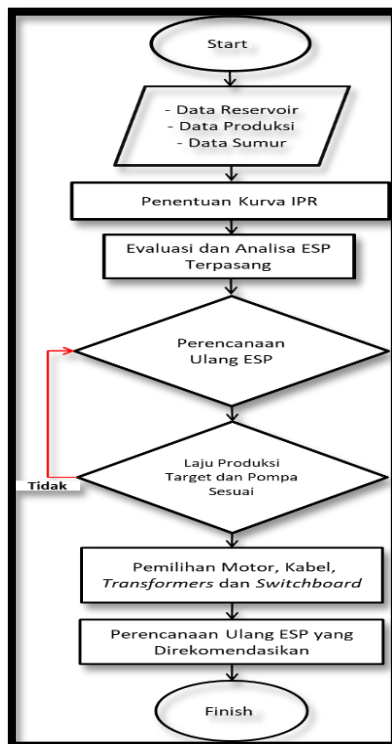 Start
- Data Reservoir
- Data Produksi
- Data Sumur
Penentuan Kurva IPR
Evaluasi dan Analisa ESP
Terpasang
Perencanaan
Ulang ESP
Laju Produksi
Target dan Pompa
Sesuai
Tidak
Pemilihan Motor, Kabel,
Transformers dan Switchboard
Perencanaan Ulang ESP yang
Direkomendasikan
Finish